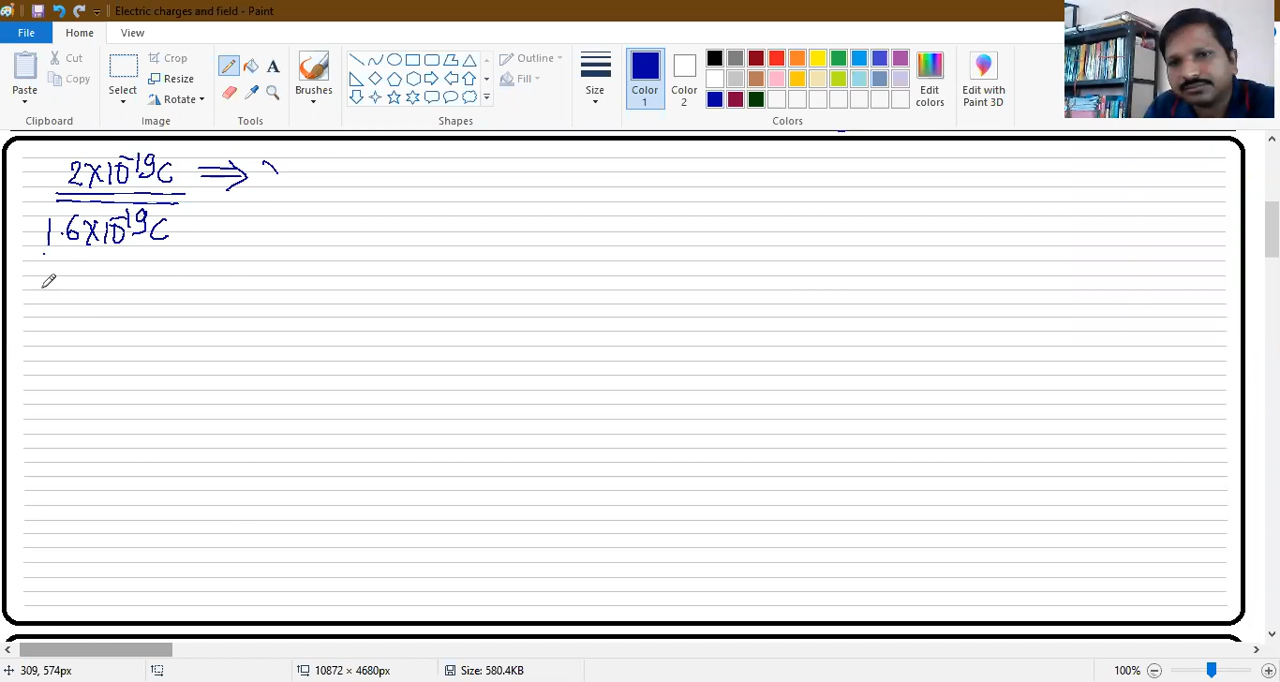 Electric charges and field - Paint
File Home View
Paste
Cut
Copy
Clipboard
Select
Crop
Resize
Rotate
Image
A
Tools
Brushes
Outline
Fill
Shapes
Size
Color 1
Color 2
Edit colors
Edit with Paint 3D
Colors
2×10⁻¹⁹C ⇒
1.6×10⁻¹⁹C
309, 574px
10872 × 4680px
Size: 580.4KB
100%